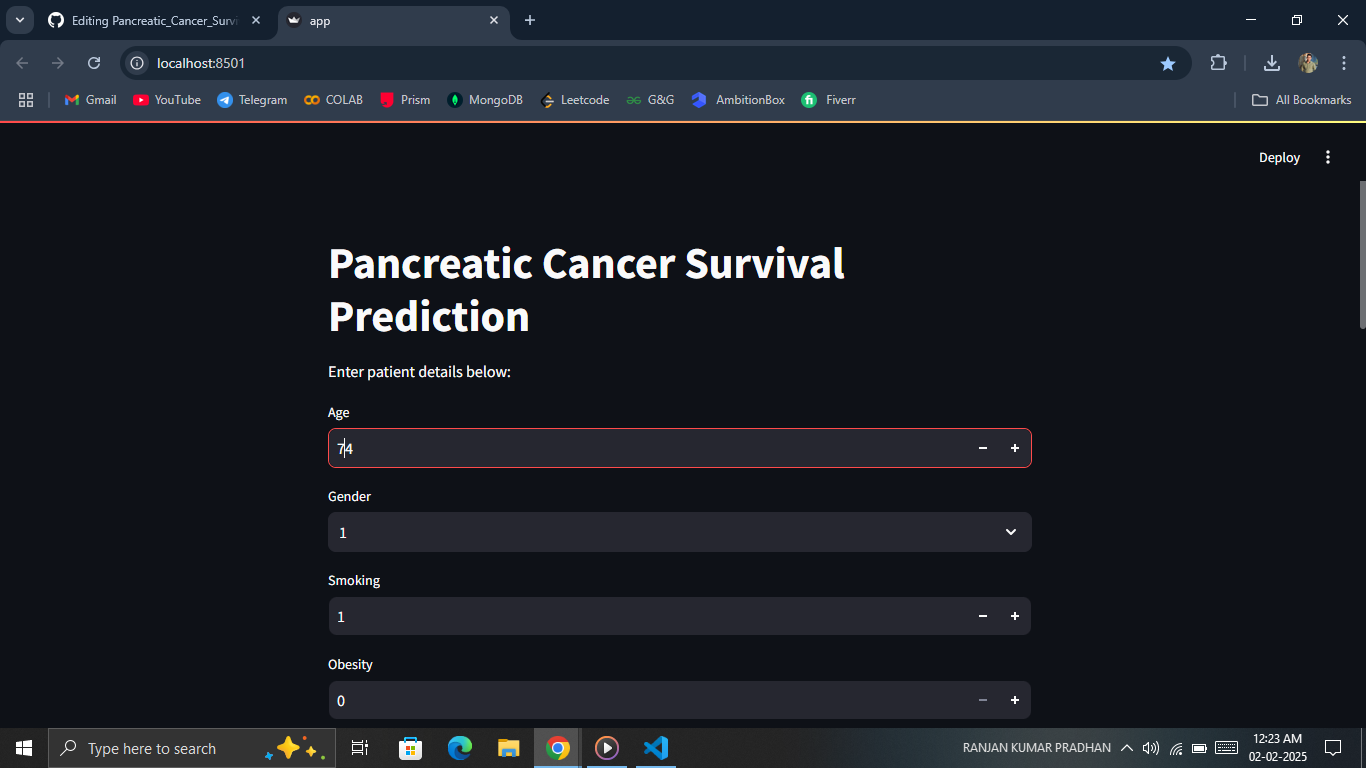 Editing Pancreatic_Cancer_Survi
app
localhost:8501
Gmail
YouTube
Telegram
COLAB
Prism
MongoDB
Leetcode
G&G
AmbitionBox
Fiverr
All Bookmarks
Deploy
Pancreatic Cancer Survival
Prediction
Enter patient details below:
Age
74
Gender
1
Smoking
1
Obesity
0
Type here to search
RANJAN KUMAR PRADHAN
12:23 AM
02-02-2025